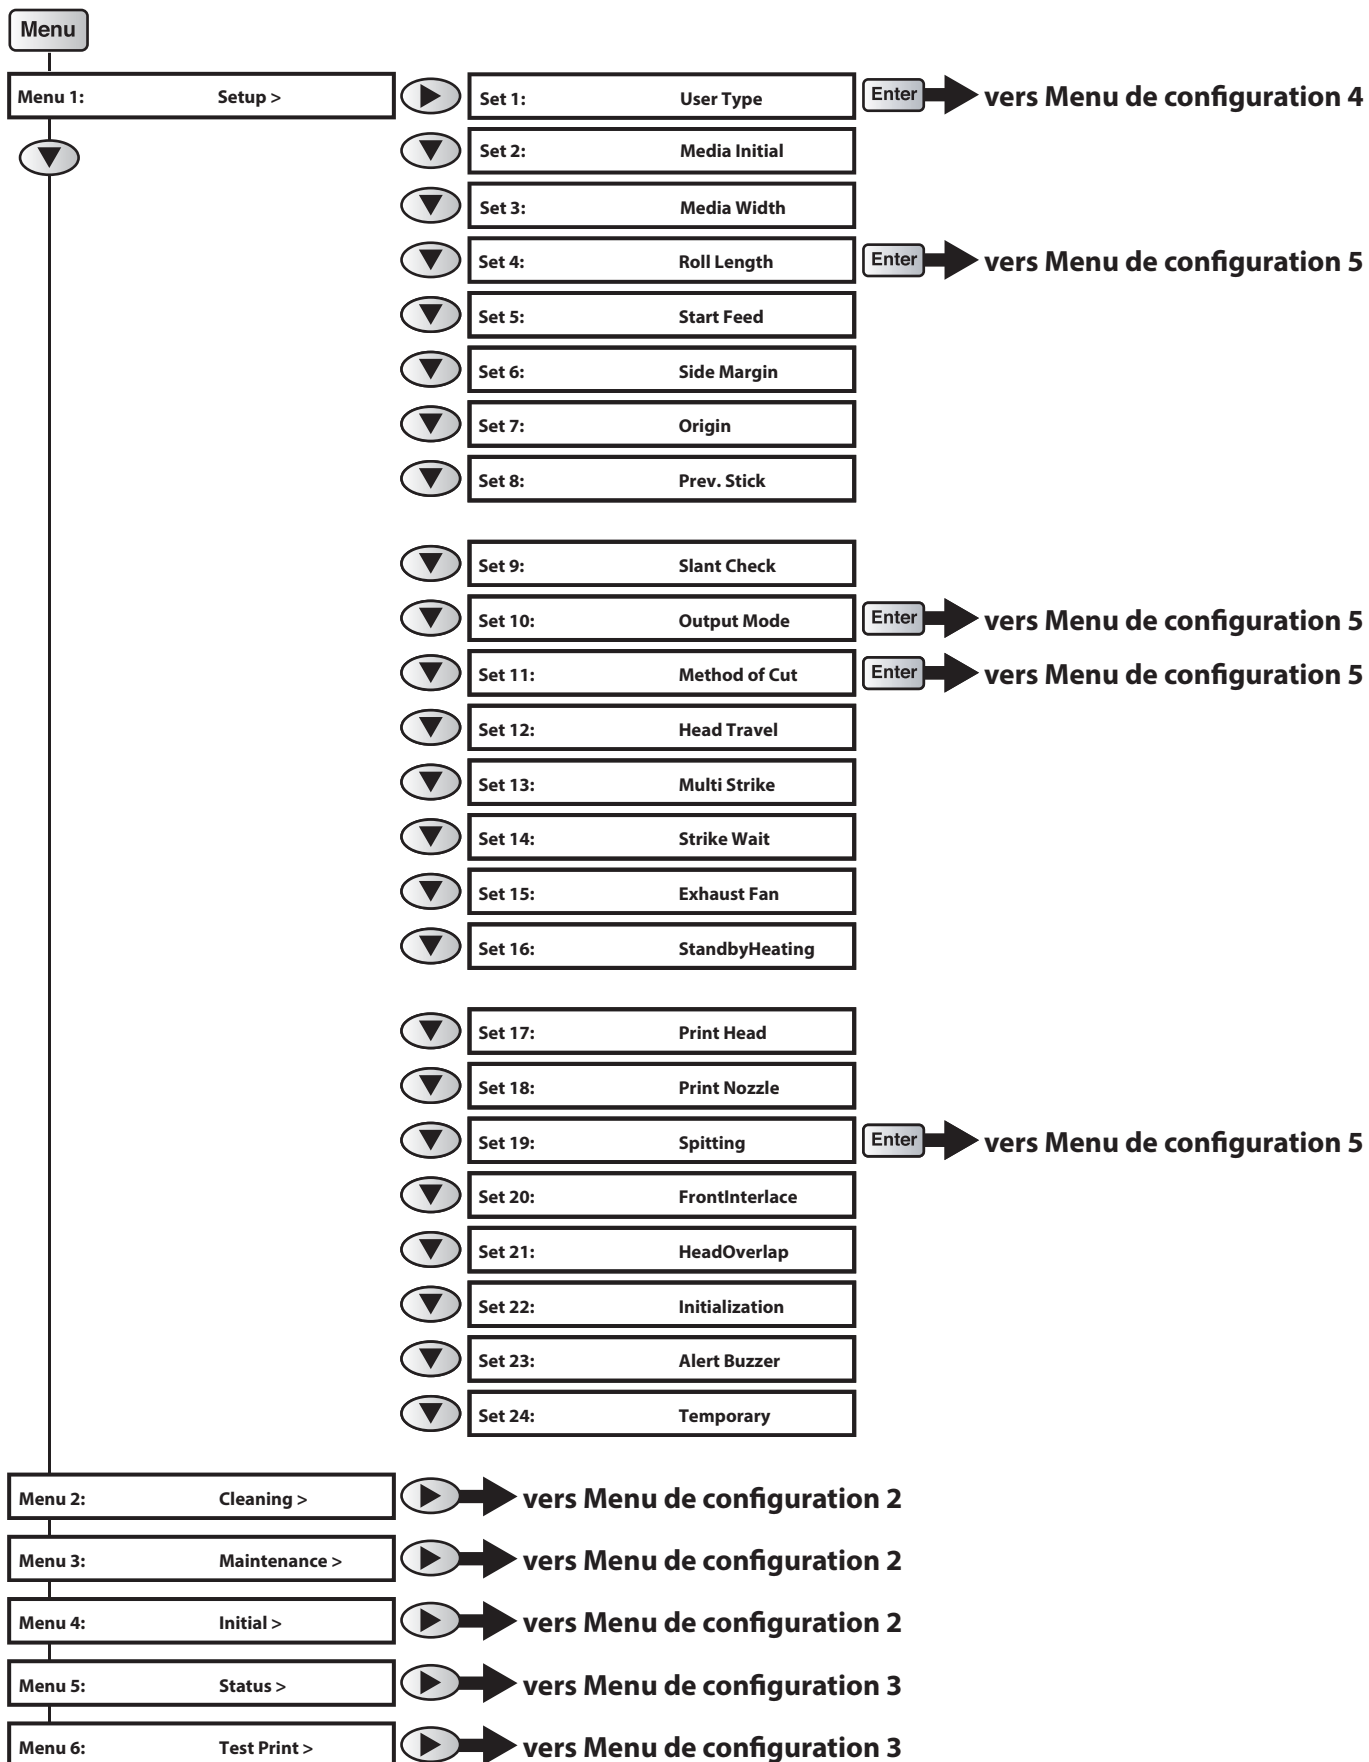 Menu
Menu 1: Setup >
Set 1: User Type Enter vers Menu de configuration 4
Set 2: Media Initial
Set 3: Media Width
Set 4: Roll Length Enter vers Menu de configuration 5
Set 5: Start Feed
Set 6: Side Margin
Set 7: Origin
Set 8: Prev. Stick
Set 9: Slant Check
Set 10: Output Mode Enter vers Menu de configuration 5
Set 11: Method of Cut Enter vers Menu de configuration 5
Set 12: Head Travel
Set 13: Multi Strike
Set 14: Strike Wait
Set 15: Exhaust Fan
Set 16: StandbyHeating
Set 17: Print Head
Set 18: Print Nozzle
Set 19: Spitting Enter vers Menu de configuration 5
Set 20: FrontInterlace
Set 21: HeadOverlap
Set 22: Initialization
Set 23: Alert Buzzer
Set 24: Temporary
Menu 2: Cleaning > vers Menu de configuration 2
Menu 3: Maintenance > vers Menu de configuration 2
Menu 4: Initial > vers Menu de configuration 2
Menu 5: Status > vers Menu de configuration 3
Menu 6: Test Print > vers Menu de configuration 3